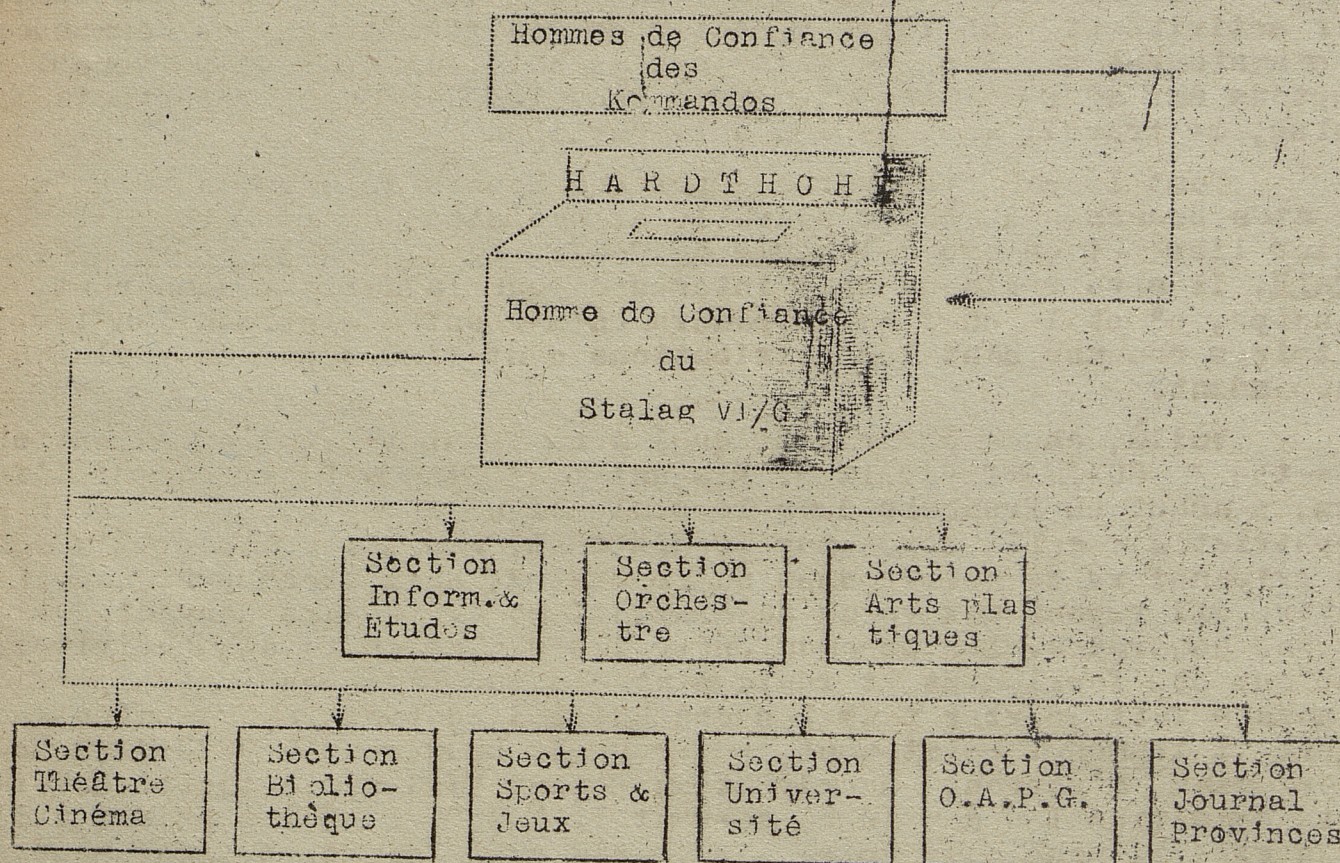 Hommes de Confiance
des
Kommandos
HARDTHOHE
Homme de Confiance
du
Stalag VI/G
Section
Inform.&
Etudes
Section
Orches-
tre
Section
Arts plas
tiques
Section
Théâtre
Cinéma
Section
Biblio-
thèque
Section
Sports &
Jeux
Section
Univer-
sité
Section
O.A.P.G.
Section
Journal
Provinces